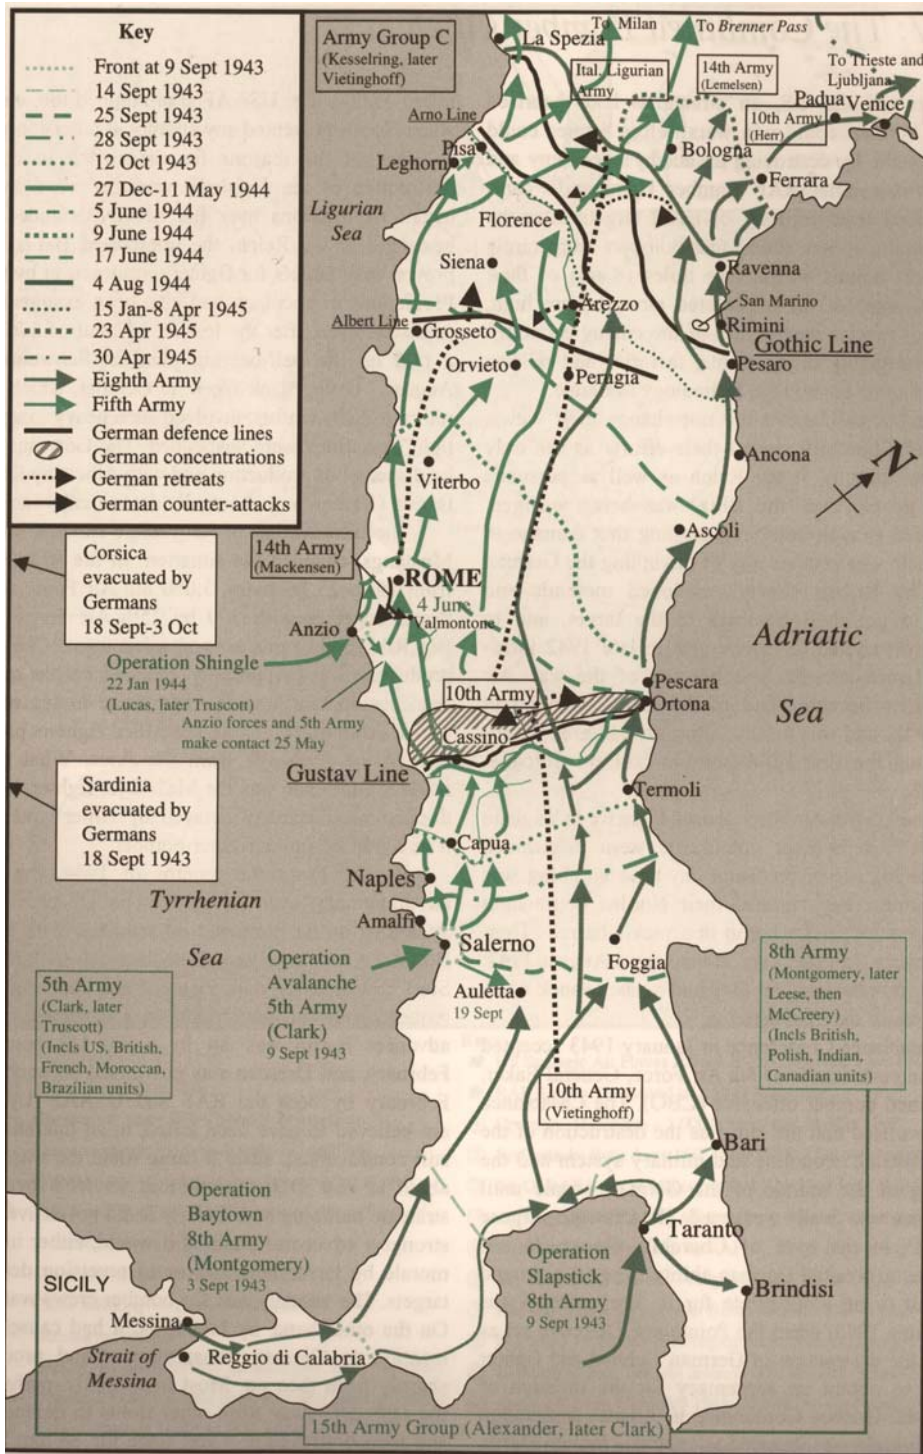 Key
Front at 9 Sept 1943
14 Sept 1943
25 Sept 1943
28 Sept 1943
12 Oct 1943
27 Dec-11 May 1944
5 June 1944
9 June 1944
17 June 1944
4 Aug 1944
15 Jan-8 Apr 1945
23 Apr 1945
30 Apr 1945
Eighth Army
Fifth Army
German defence lines
German concentrations
German retreats
German counter-attacks
Army Group C
(Kesselring, later
Vietinghoff)
La Spezia
To Milan
To Brenner Pass
Ital. Ligurian
Army
14th Army
(Lemelsen)
To Trieste and
Ljubljana
Padua
Venice
10th Army
(Herr)
Arno Line
Pisa
Leghorn
Bologna
Ferrara
Ligurian
Sea
Florence
Siena
Ravenna
Arezzo
San Marino
Albert Line
Grosseto
Rimini
Gothic Line
Orvieto
Perugia
Pesaro
Ancona
N
Viterbo
Ascoli
Corsica
evacuated by
Germans
18 Sept-3 Oct
14th Army
(Mackensen)
ROME
4 June
Valmontone
Anzio
Adriatic
Sea
Operation Shingle
22 Jan 1944
(Lucas, later Truscott)
Anzio forces and 5th Army
make contact 25 May
10th Army
Pescara
Ortona
Cassino
Gustav Line
Termoli
Sardinia
evacuated by
Germans
18 Sept 1943
Capua
Naples
Tyrrhenian
Sea
Amalfi
Salerno
Foggia
Operation
Avalanche
5th Army
(Clark)
9 Sept 1943
Auletta
19 Sept
5th Army
(Clark, later
Truscott)
(Incls US, British,
French, Moroccan,
Brazilian units)
8th Army
(Montgomery, later
Leese, then
McCreery)
(Incls British,
Polish, Indian,
Canadian units)
10th Army
(Vietinghoff)
Bari
Operation
Baytown
8th Army
(Montgomery)
3 Sept 1943
Taranto
Operation
Slapstick
8th Army
9 Sept 1943
Brindisi
SICILY
Messina
Strait of
Messina
Reggio di Calabria
15th Army Group (Alexander, later Clark)